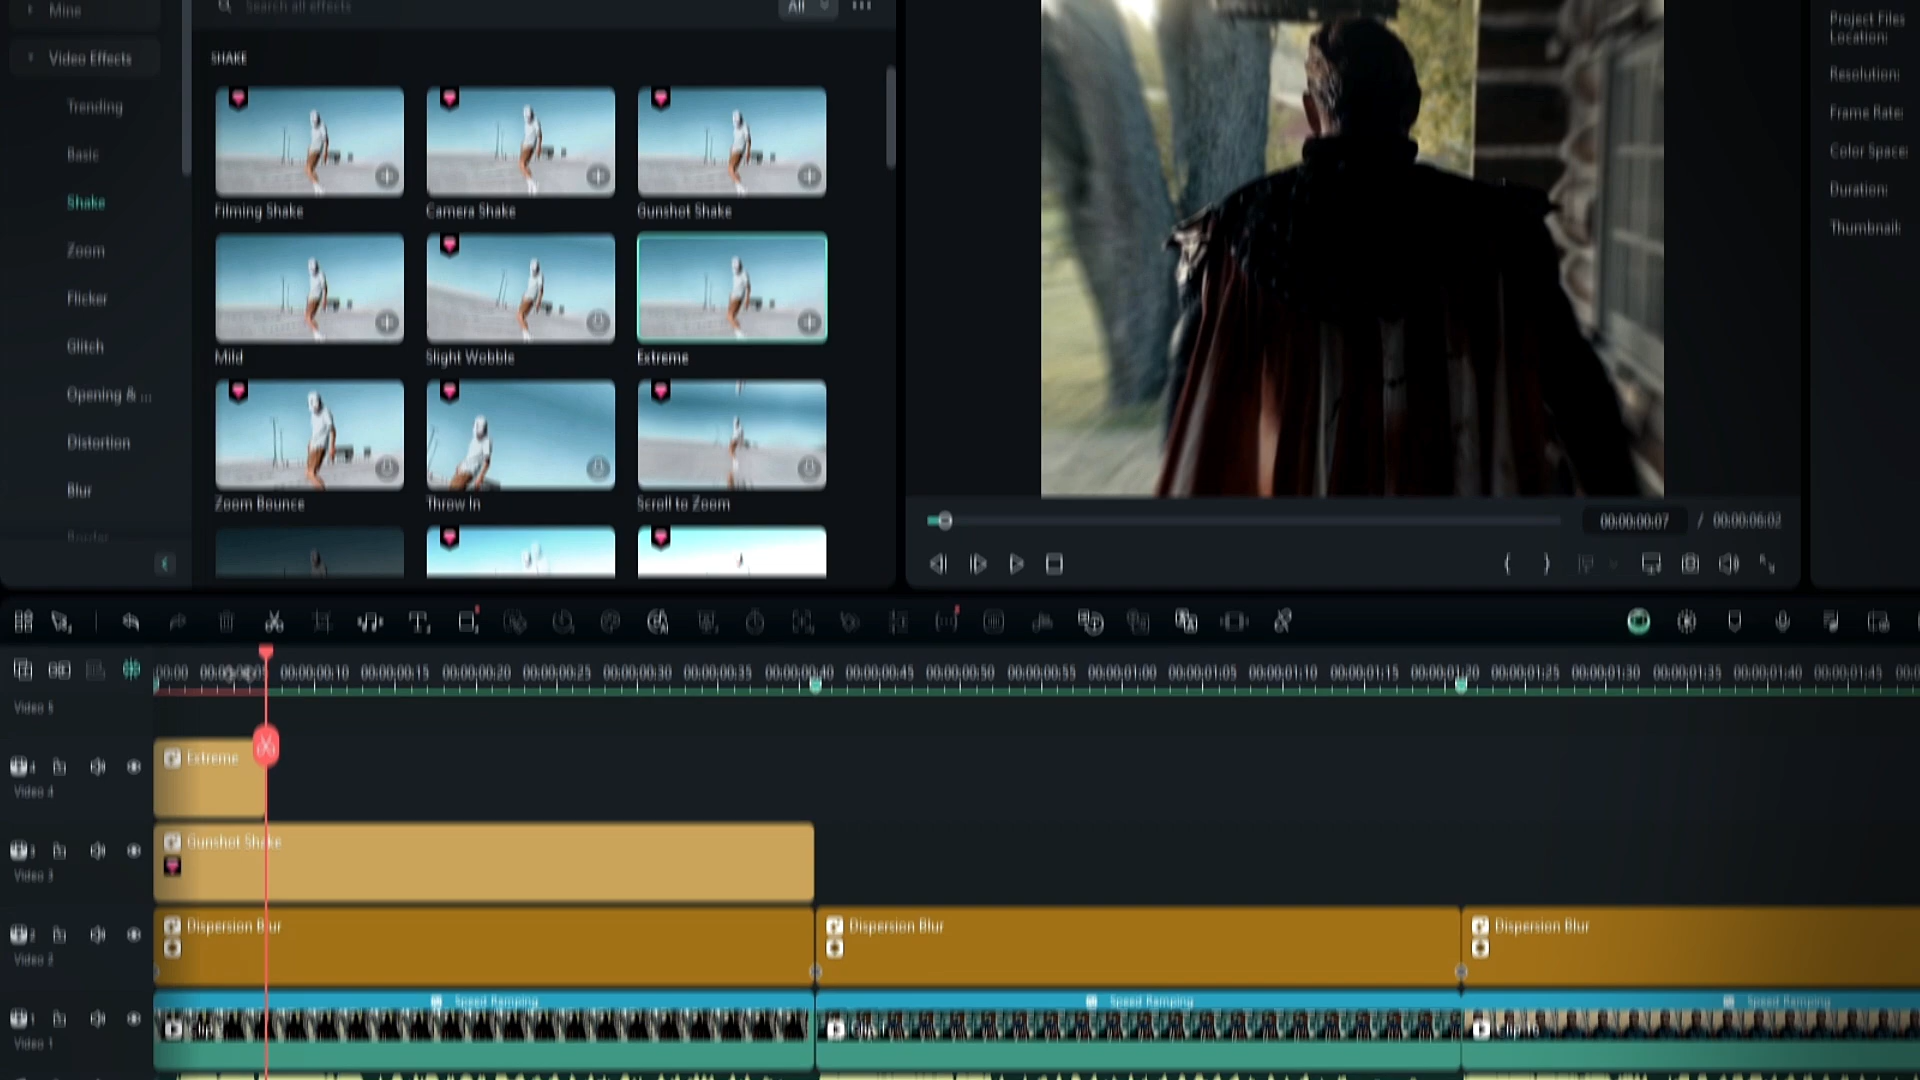 Mine
Search all effects
All
Video Effects
SHAKE
Trending
Basic
Shake
Zoom
Flicker
Glitch
Opening & ...
Distortion
Blur
Border
Filming Shake
Camera Shake
Gunshot Shake
Mild
Slight Wobble
Extreme
Zoom Bounce
Throw In
Scroll to Zoom
00:00:00:07 / 00:00:06:02
Project Files
Location:
Resolution:
Frame Rate:
Color Space:
Duration:
Thumbnail:
00:00 00:00:00:10 00:00:00:15 00:00:00:20 00:00:00:25 00:00:00:30 00:00:00:35 00:00:00:40 00:00:00:45 00:00:00:50 00:00:00:55 00:00:01:00 00:00:01:05 00:00:01:10 00:00:01:15 00:00:01:20 00:00:01:25 00:00:01:30 00:00:01:35 00:00:01:40 00:00:01:45
Video 5
Extreme
4
Video 4
Gunshot Shake
3
Video 3
Dispersion Blur Dispersion Blur Dispersion Blur
2
Video 2
Speed Ramping Speed Ramping Speed Ramping
1
Clip 16
Video 1